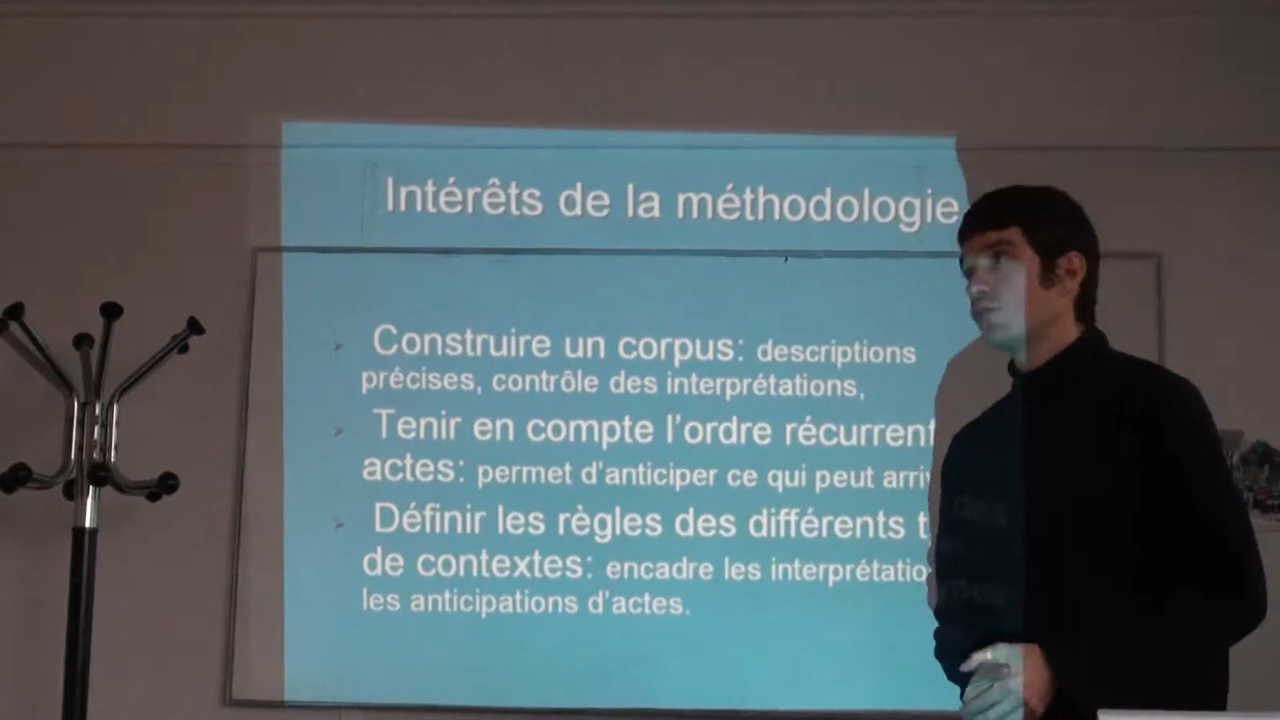 Intérêts de la méthodologie
Construire un corpus: descriptions
précises, contrôle des interprétations,
Tenir en compte l'ordre récurrent
actes: permet d'anticiper ce qui peut
Définir les règles des différents
de contextes: encadre les
les anticipations d'actes.